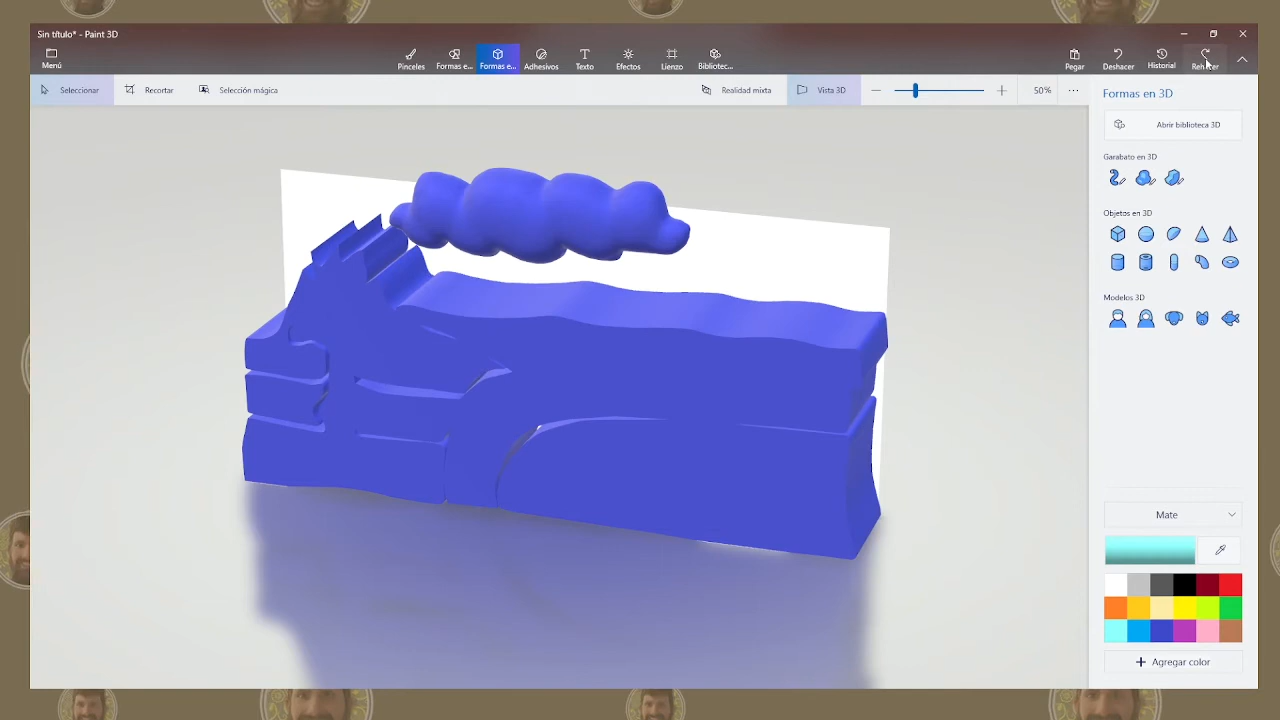 Sin título* - Paint 3D
Menú
Pinceles
Formas e...
Formas e...
Adhesivos
Texto
Efectos
Lienzo
Bibliotec...
Pegar
Deshacer
Historial
Rehacer
Seleccionar
Recortar
Selección mágica
Realidad mixta
Vista 3D
50%
Formas en 3D
Abrir biblioteca 3D
Garabato en 3D
Objetos en 3D
Modelos 3D
Mate
Agregar color